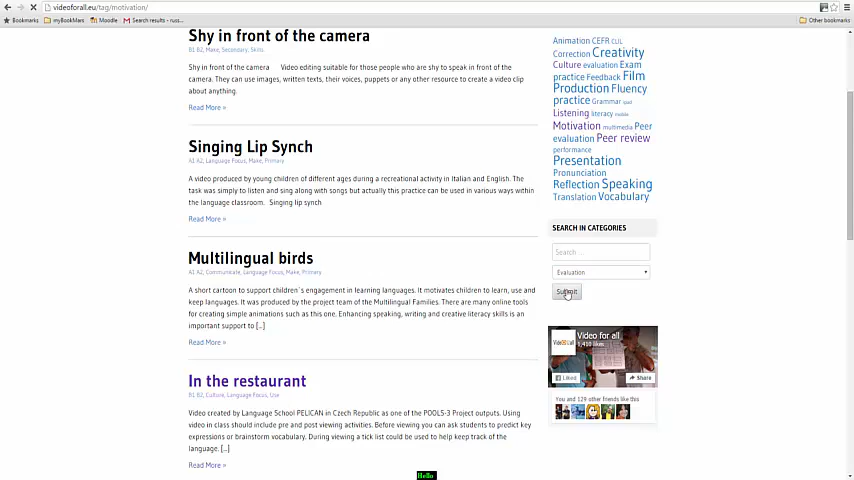 videoforall.eu/tag/motivation/
Bookmarks myBookMars Moodle Search results - russ... Other bookmarks
Shy in front of the camera
B1 B2, Make, Secondary, Skills
Shy in front of the camera Video editing suitable for those people who are shy to speak in front of the
camera. They can use images, written texts, their voices, puppets or any other resource to create a video clip
about anything.
Read More »
Singing Lip Synch
A1 A2, Language Focus, Make, Primary
A video produced by young children of different ages during a recreational activity in Italian and English. The
task was simply to listen and sing along with songs but actually this practice can be used in various ways within
the language classroom. Singing lip synch
Read More »
Multilingual birds
A1 A2, Communicate, Language Focus, Make, Primary
A short cartoon to support children´s engagement in learning languages. It motivates children to learn, use and
keep languages. It was produced by the project team of the Multilingual Families. There are many online tools
for creating simple animations such as this one. Enhancing speaking, writing and creative literacy skills is an
important support to [...]
Read More »
In the restaurant
B1 B2, Culture, Language Focus, Use
Video created by Language School PELICAN in Czech Republic as one of the POOLS-3 Project outputs. Using
video in class should include pre and post viewing activities. Before viewing you can ask students to predict key
expressions or brainstorm vocabulary. During viewing a tick list could be used to help keep track of the
language. [...]
Read More »
Animation CEFR CLIL
Correction Creativity
Culture evaluation Exam
practice Feedback Film
Production Fluency
practice Grammar ipad
Listening literacy mobile
Motivation multimedia Peer
evaluation Peer review
performance
Presentation
Pronunciation
Reflection Speaking
Translation Vocabulary
SEARCH IN CATEGORIES
Search ...
Evaluation
Submit
Video for all
1,410 likes
Liked Share
You and 129 other friends like this
Hello